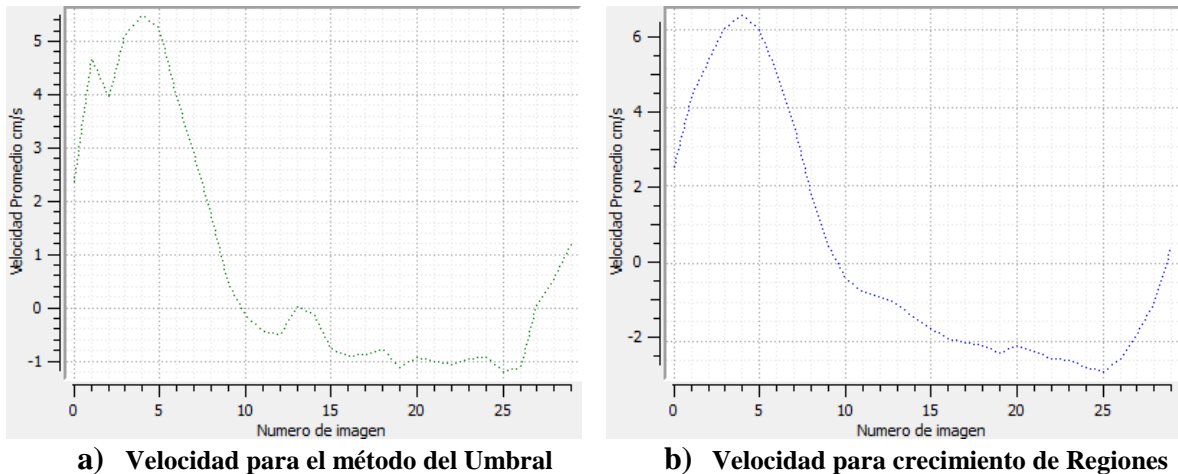 Velocidad Promedio cm/s
5
4
3
2
1
0
-1
0 5 10 15 20 25
Numero de imagen
a) Velocidad para el método del Umbral
Velocidad Promedio cm/s
6
4
2
0
-2
0 5 10 15 20 25
Numero de imagen
b) Velocidad para crecimiento de Regiones